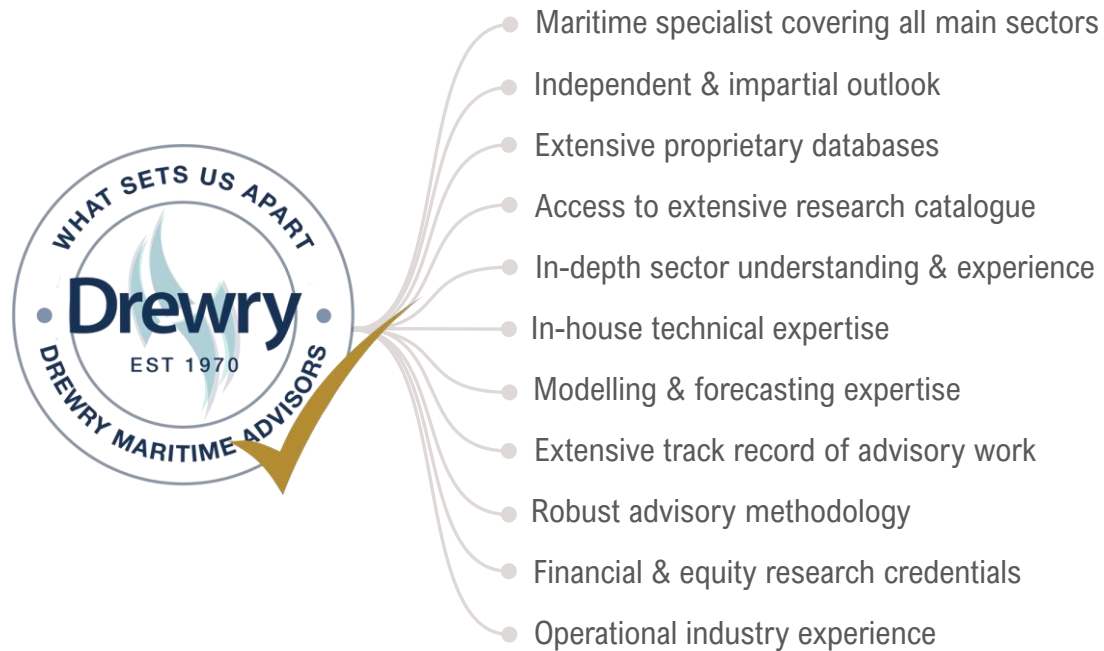 WHAT SETS US APART
Drewry
EST 1970
DREWRY MARITIME ADVISORS
Maritime specialist covering all main sectors
Independent & impartial outlook
Extensive proprietary databases
Access to extensive research catalogue
In-depth sector understanding & experience
In-house technical expertise
Modelling & forecasting expertise
Extensive track record of advisory work
Robust advisory methodology
Financial & equity research credentials
Operational industry experience